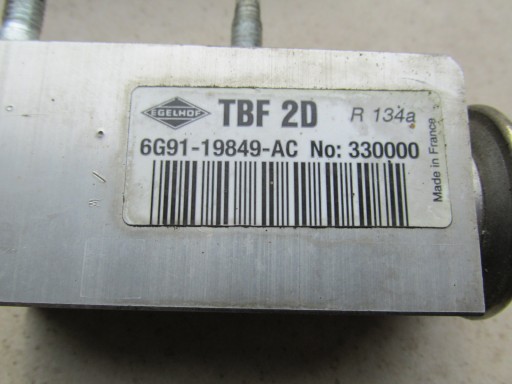 EGELHOF TBF 2D R 134a
6G91-19849-AC No: 330000
Made in France